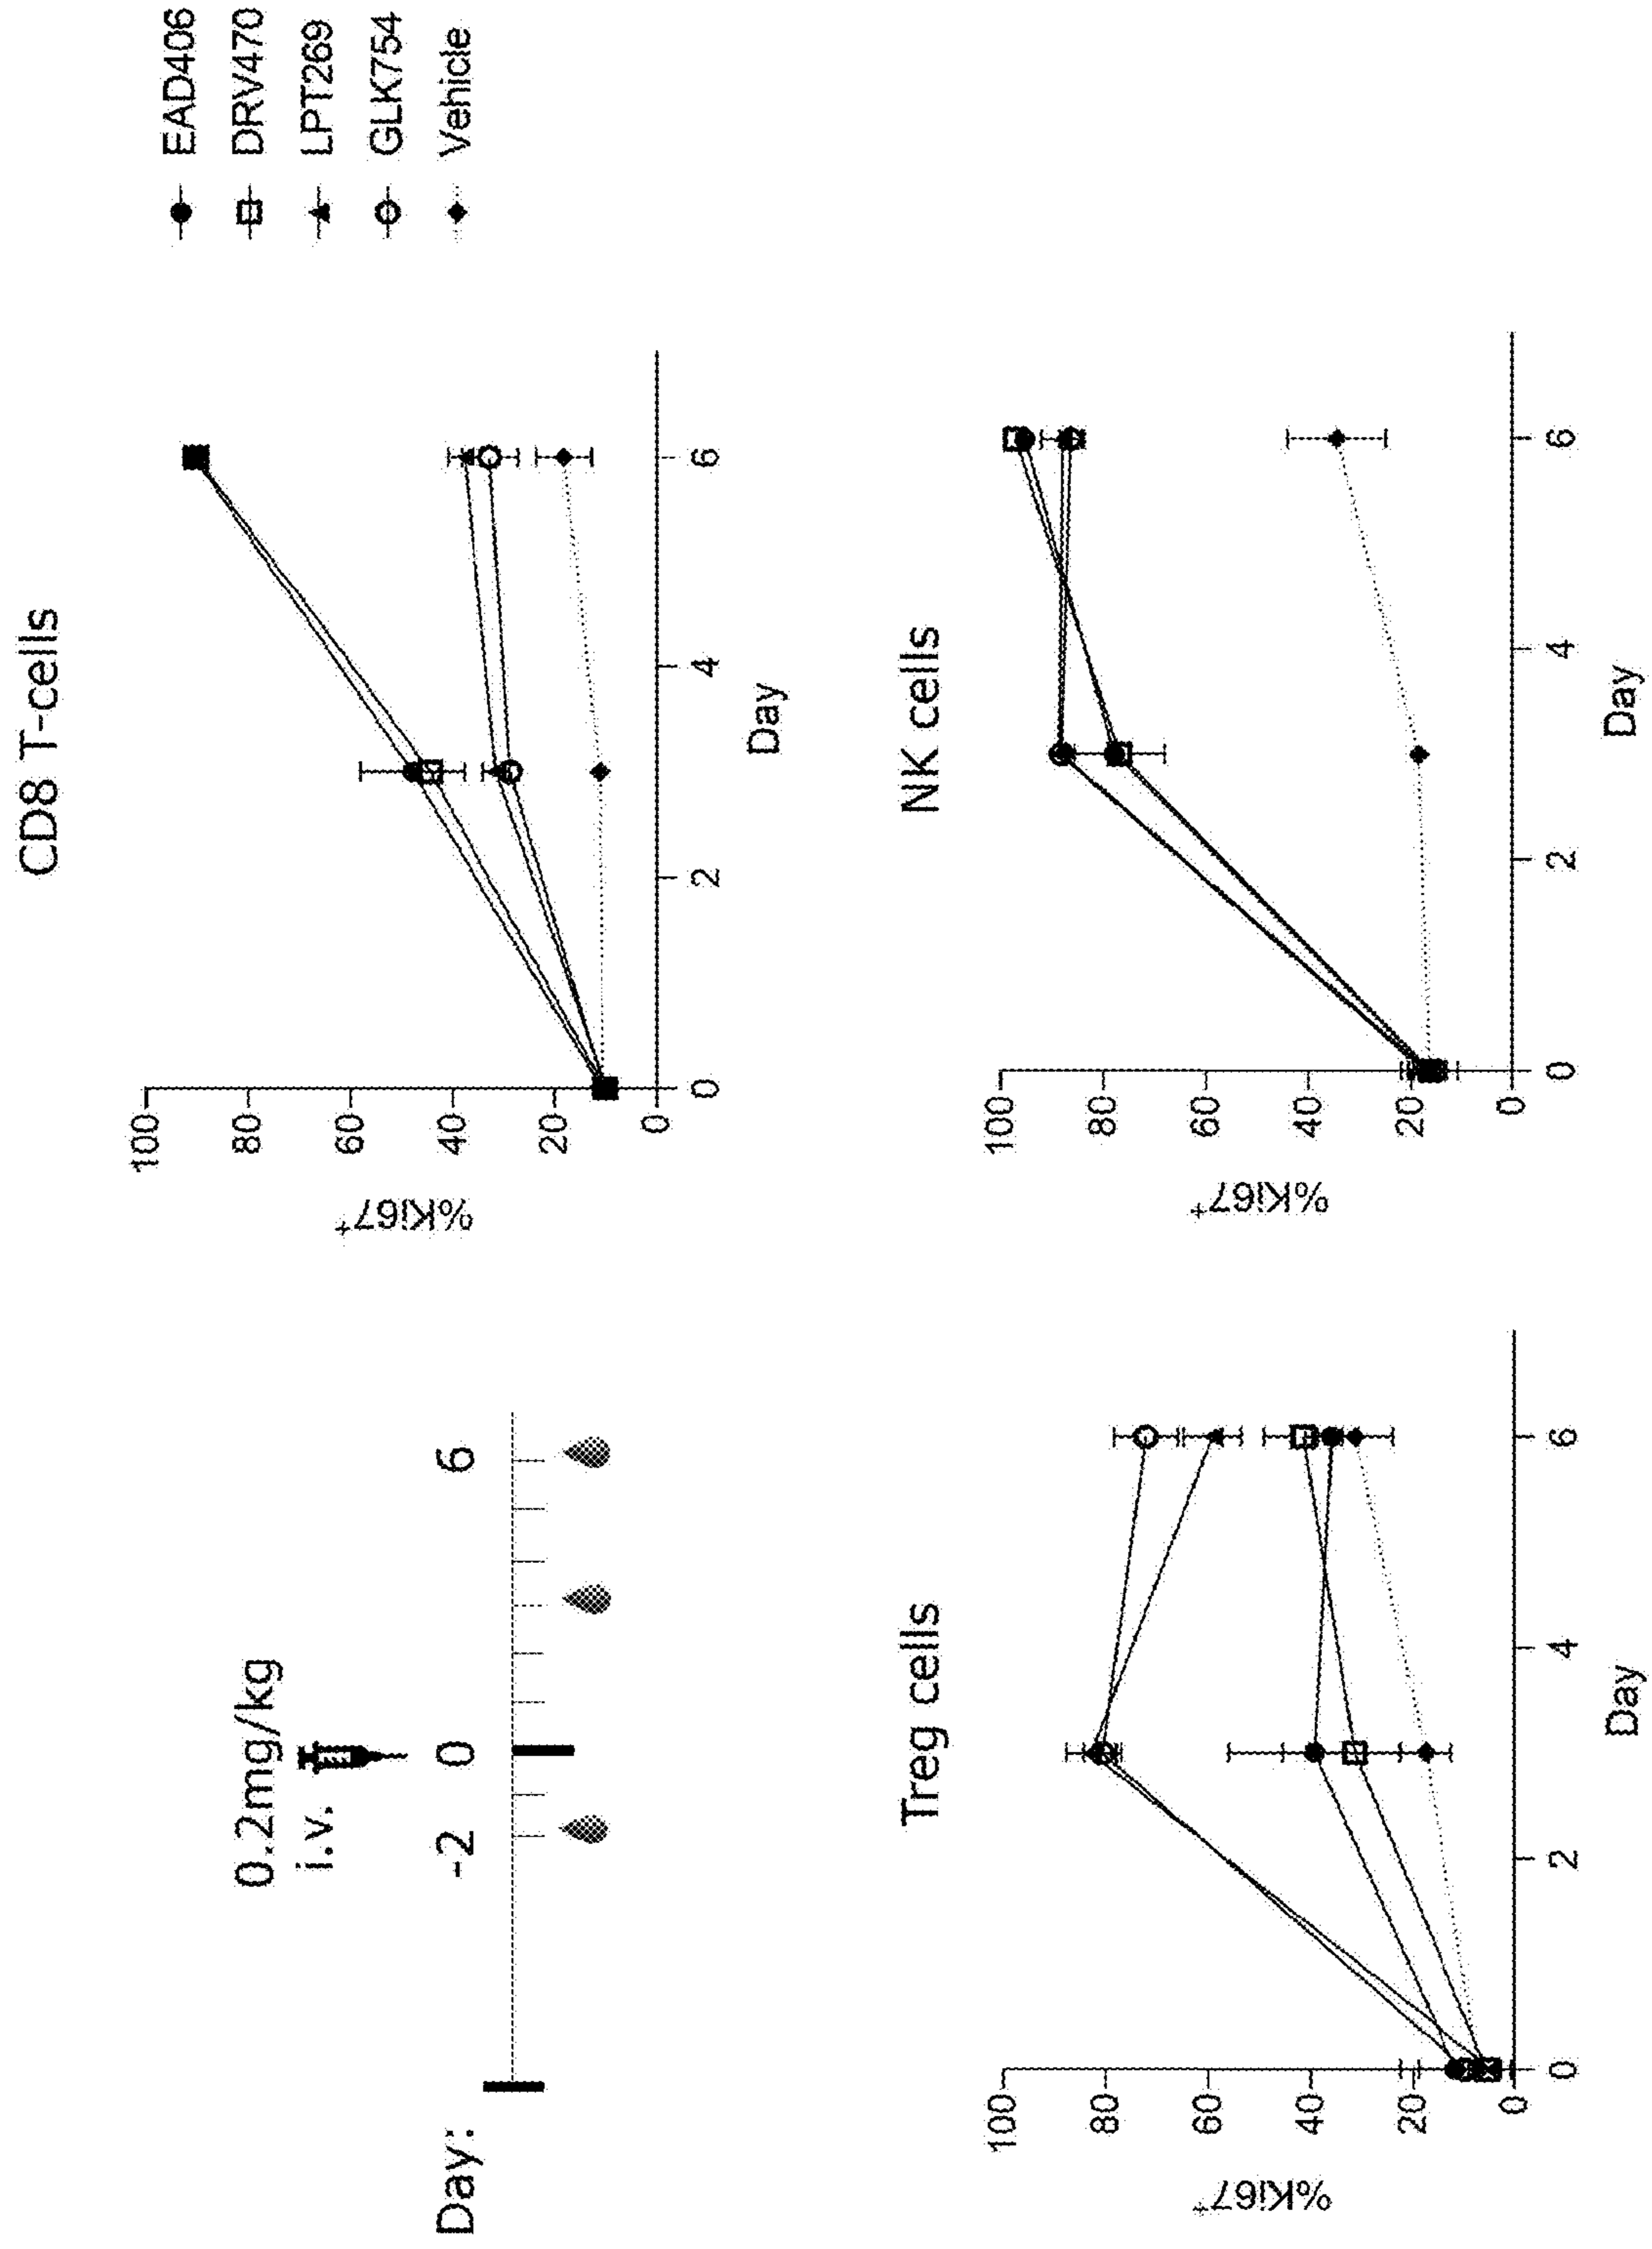 0.2mg/kg
i.v.
Day: -2 0 6
CD8 T-cells
%Ki67+
100
80
60
40
20
0
0 2 4 6
Day
EAD406
DRV470
LPT269
GLK754
Vehicle
Treg cells
%Ki67+
100
80
60
40
20
0
0 2 4 6
Day
NK cells
%Ki67+
100
80
60
40
20
0
0 2 4 6
Day